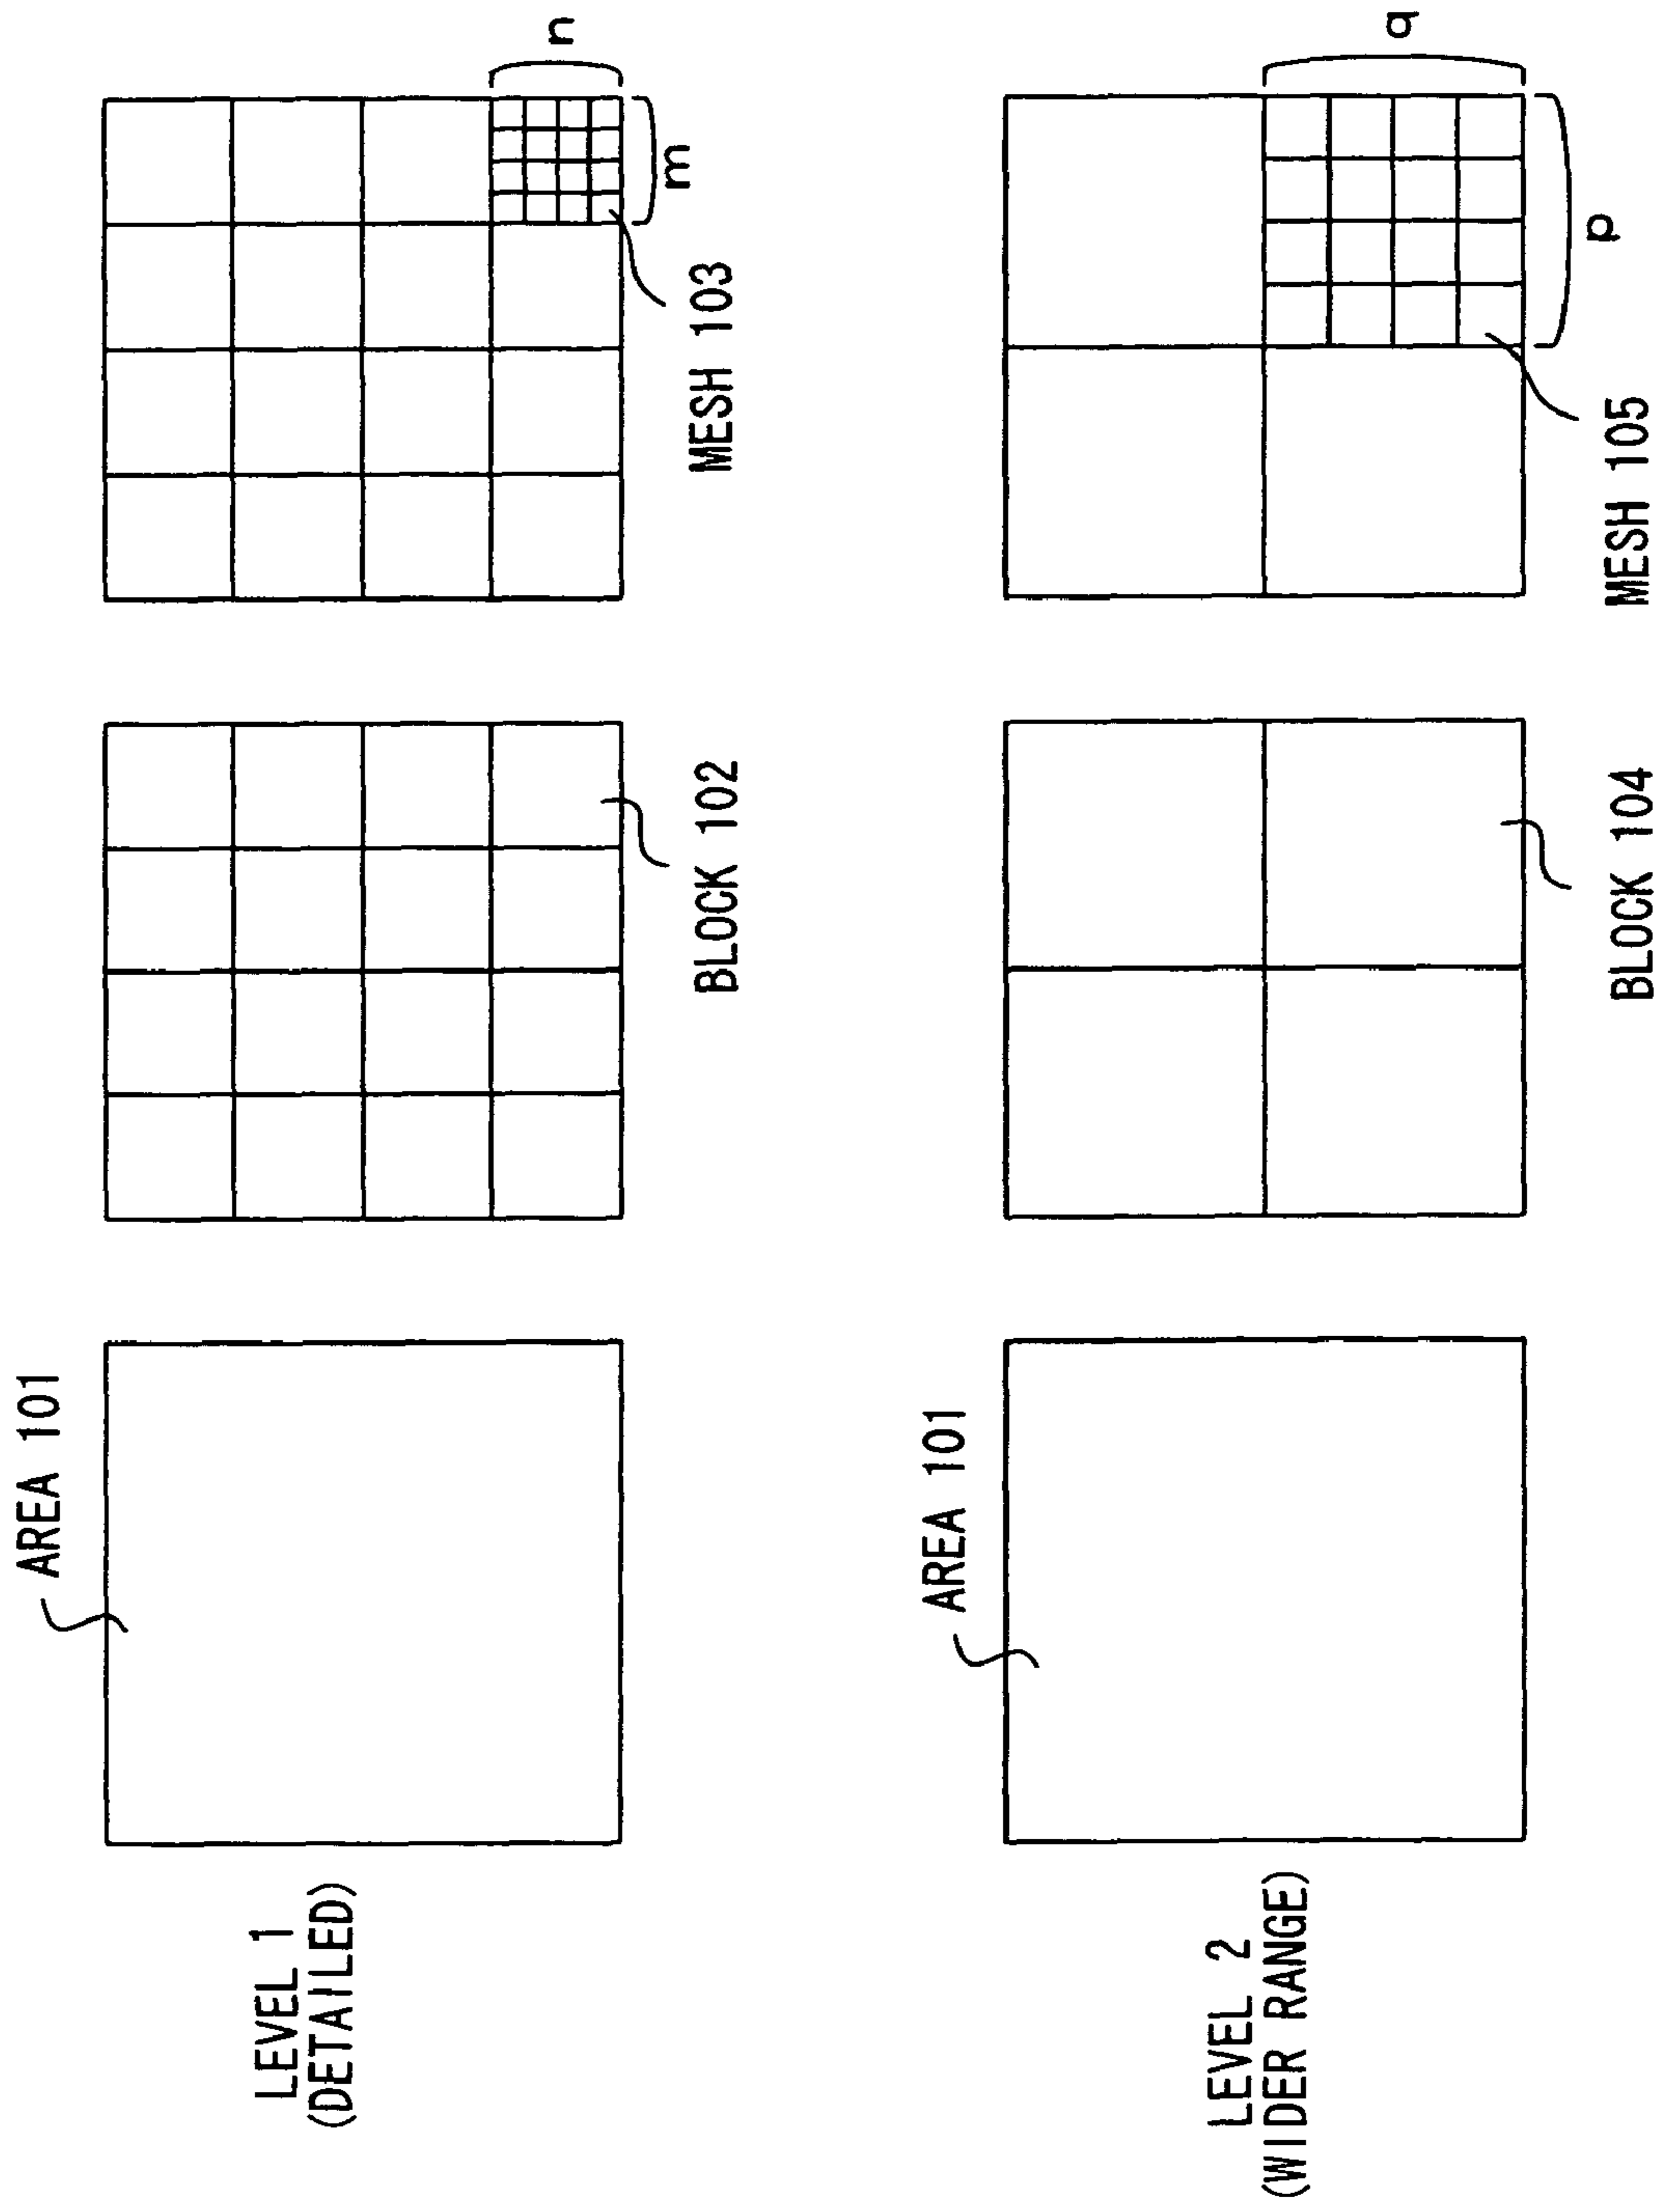 AREA 101
LEVEL 1
(DETAILED)
BLOCK 102
MESH 103
m
n
AREA 101
LEVEL 2
(WIDER RANGE)
BLOCK 104
MESH 105
p
q